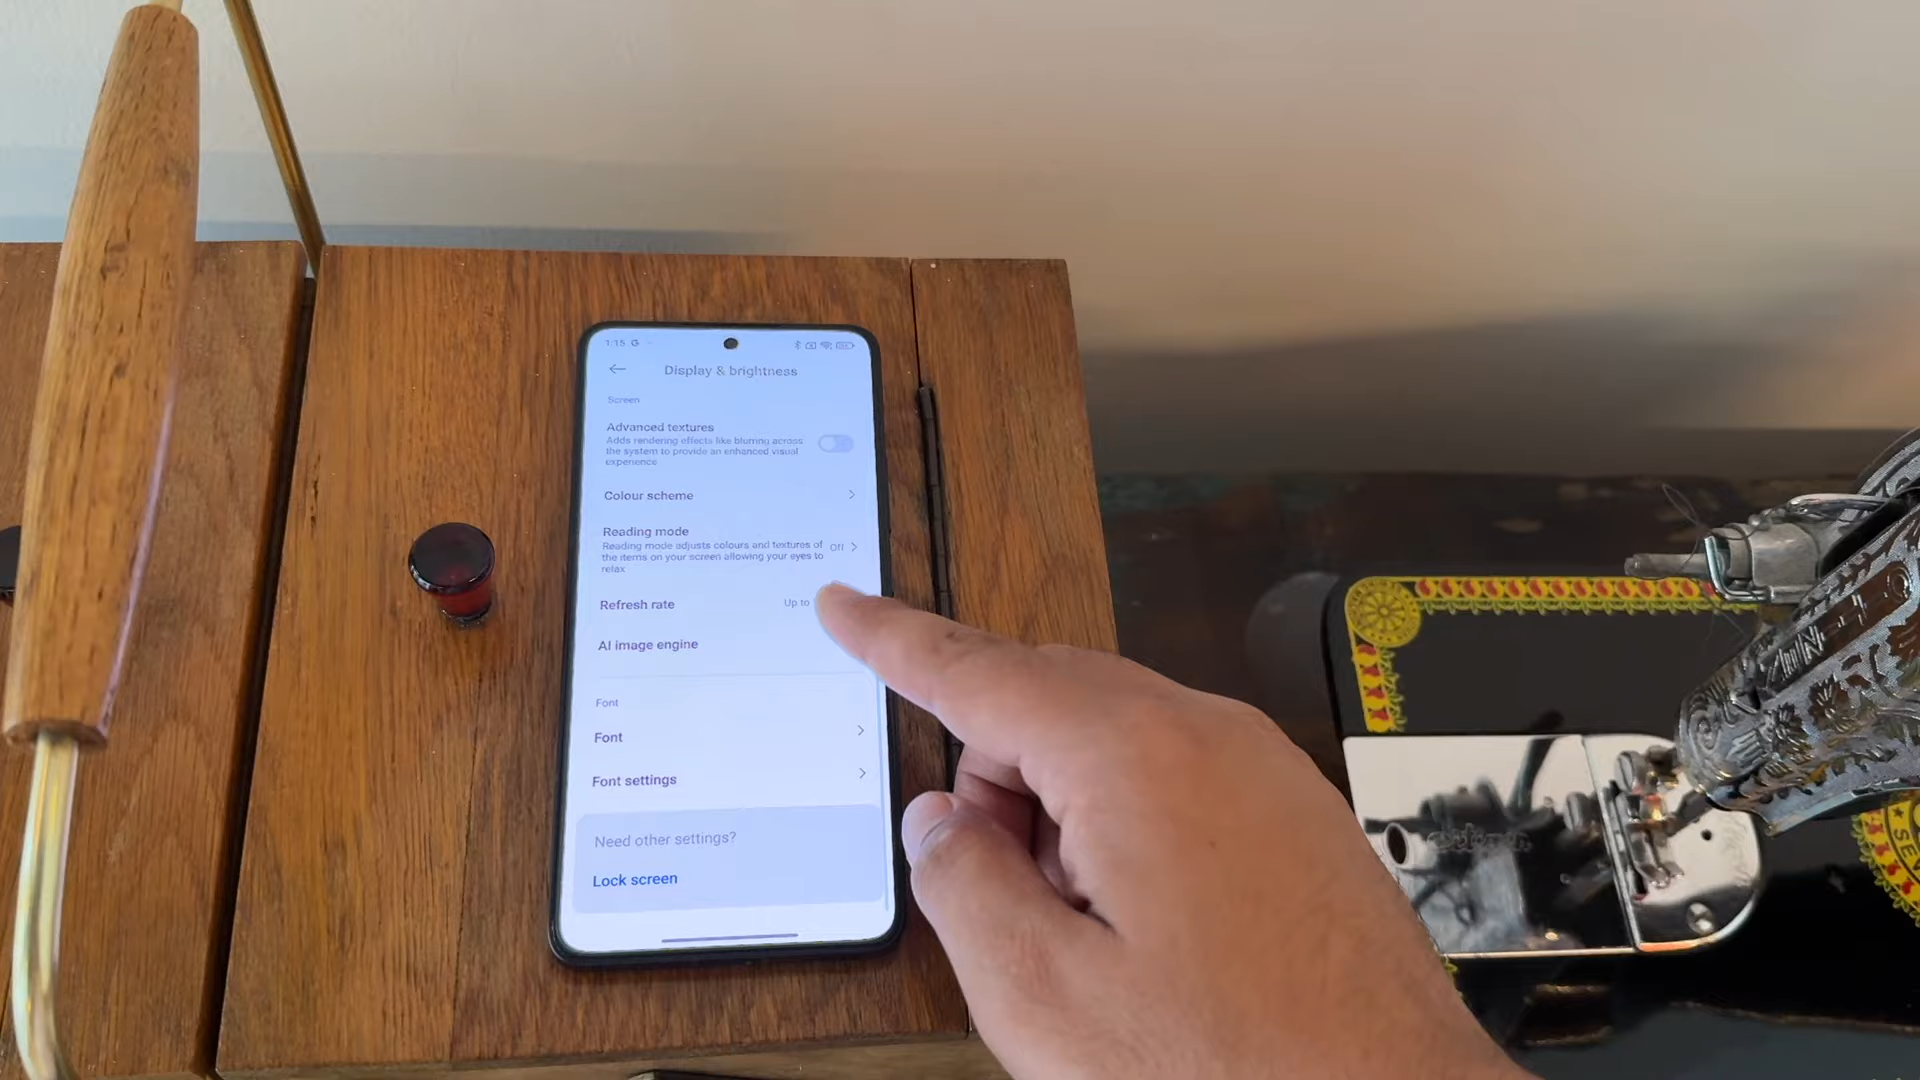 1:15 G
Display & brightness
Screen
Advanced textures
Adds rendering effects like blurring across
the system to provide an enhanced visual
experience
Colour scheme
Reading mode
Reading mode adjusts colours and textures of
the items on your screen allowing your eyes to
relax
Off
Refresh rate
Up to
AI image engine
Font
Font
Font settings
Need other settings?
Lock screen